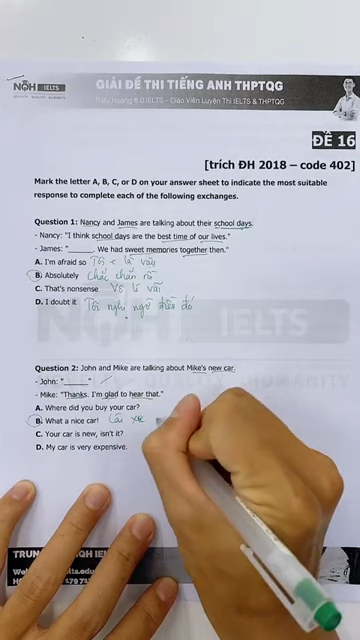 NQH IELTS
GIẢI ĐỀ THI TIẾNG ANH THPTQG
Thầy Hoàng 8.0 IELTS - Giáo Viên Luyện Thi IELTS & THPTQG
ĐỀ 16
[trích ĐH 2018 – code 402]
Mark the letter A, B, C, or D on your answer sheet to indicate the most suitable
response to complete each of the following exchanges.
Question 1: Nancy and James are talking about their school days.
- Nancy: "I think school days are the best time of our lives."
- James: "______. We had sweet memories together then."
A. I'm afraid so Tôi e là vậy
B. Absolutely chắc chắn rồi
C. That's nonsense Vô lí vãi
D. I doubt it Tôi nghi ngờ điều đó
Question 2: John and Mike are talking about Mike's new car.
- John: "______"
- Mike: "Thanks. I'm glad to hear that."
A. Where did you buy your car?
B. What a nice car! Cái xe
C. Your car is new, isn't it?
D. My car is very expensive.